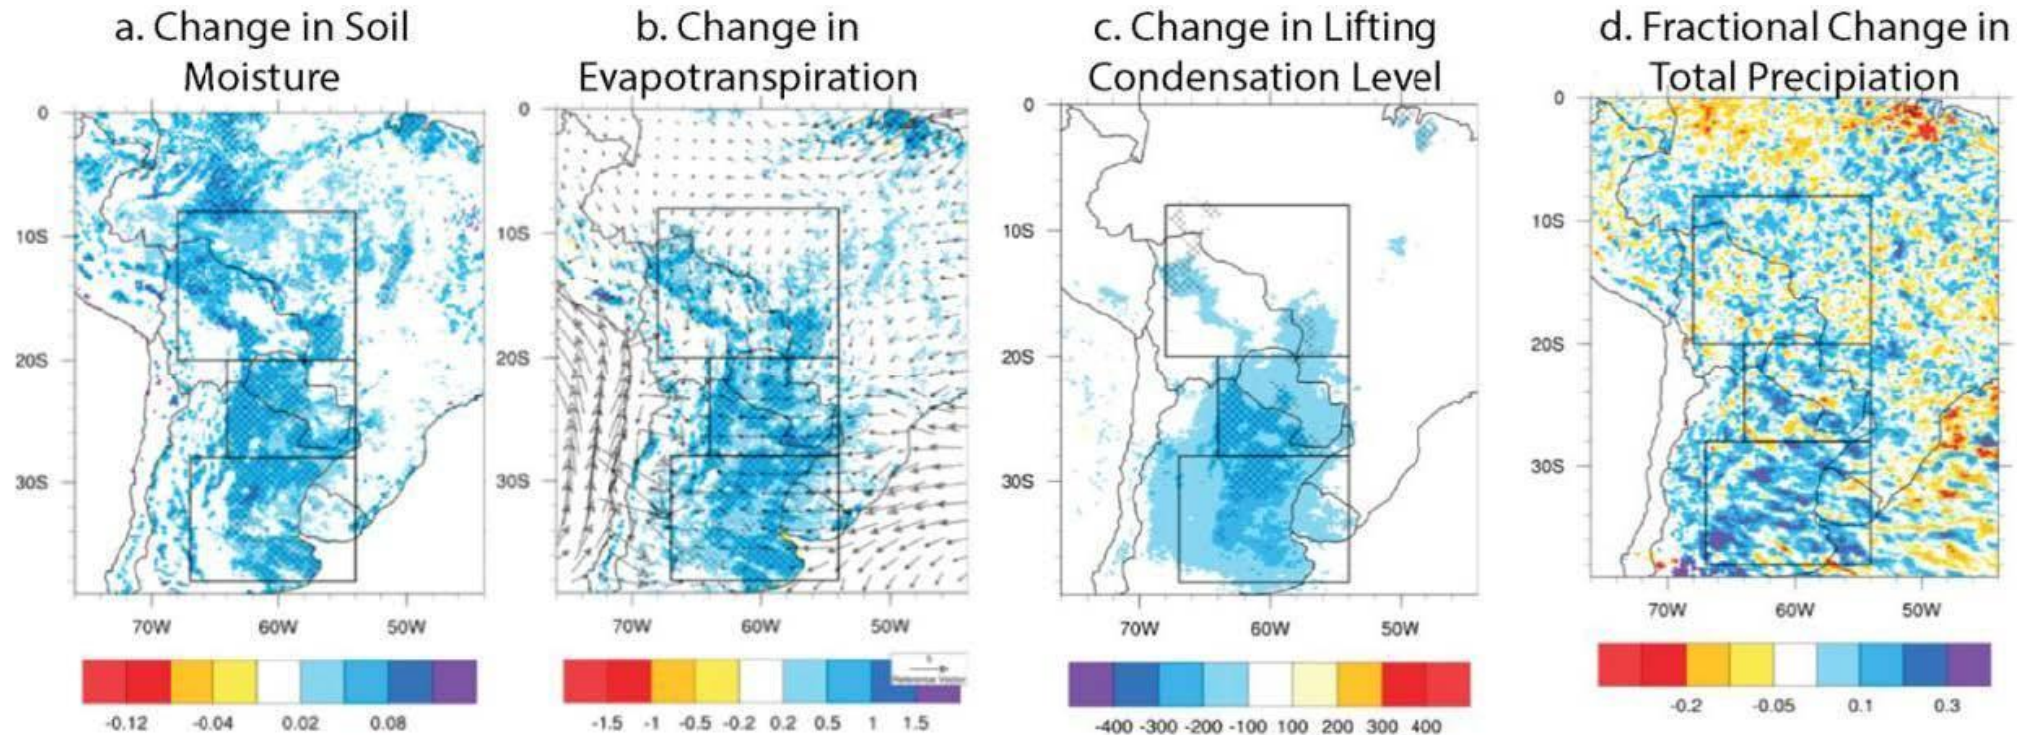 a. Change in Soil
Moisture
b. Change in
Evapotranspiration
c. Change in Lifting
Condensation Level
d. Fractional Change in
Total Precipiation
0
10S
20S
30S
70W 60W 50W
-0.12 -0.04 0.02 0.08
0
10S
20S
30S
70W 60W 50W
Reference Vector
-1.5 -1 -0.5 -0.2 0.2 0.5 1 1.5
0
10S
20S
30S
70W 60W 50W
-400 -300 -200 -100 100 200 300 400
0
10S
20S
30S
70W 60W 50W
-0.2 -0.05 0.1 0.3